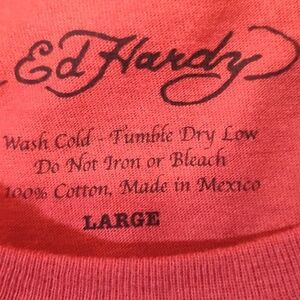 Ed Hardy
Wash Cold - Tumble Dry Low
Do Not Iron or Bleach
100% Cotton, Made in Mexico
LARGE